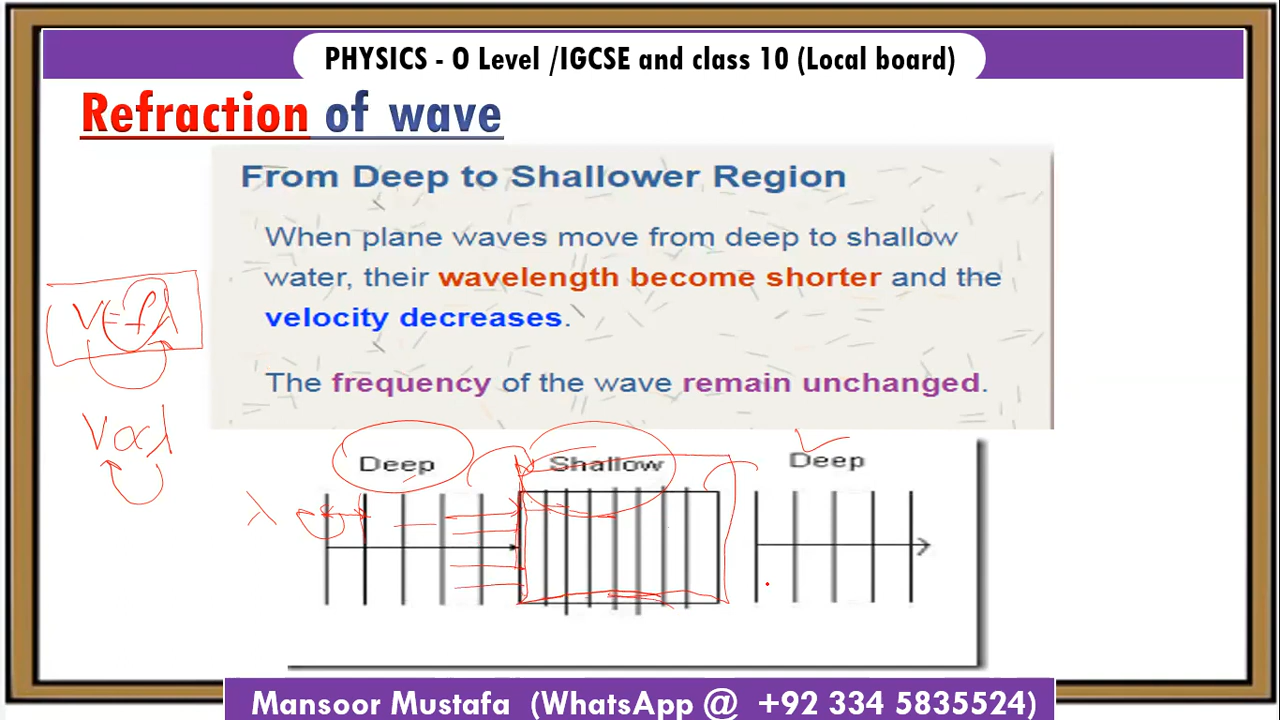 PHYSICS - O Level /IGCSE and class 10 (Local board)
Refraction of wave
From Deep to Shallower Region
When plane waves move from deep to shallow
water, their wavelength become shorter and the
velocity decreases.
The frequency of the wave remain unchanged.
V=fλ
V∝λ
Deep
Shallow
Deep
λ
Mansoor Mustafa (WhatsApp @ +92 334 5835524)